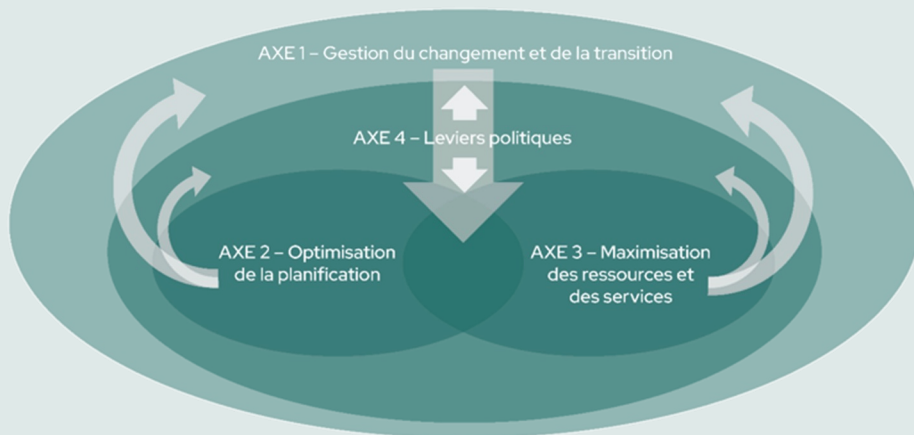 AXE 1 – Gestion du changement et de la transition
AXE 4 – Leviers politiques
AXE 2 – Optimisation
de la planification
AXE 3 – Maximisation
des ressources et
des services